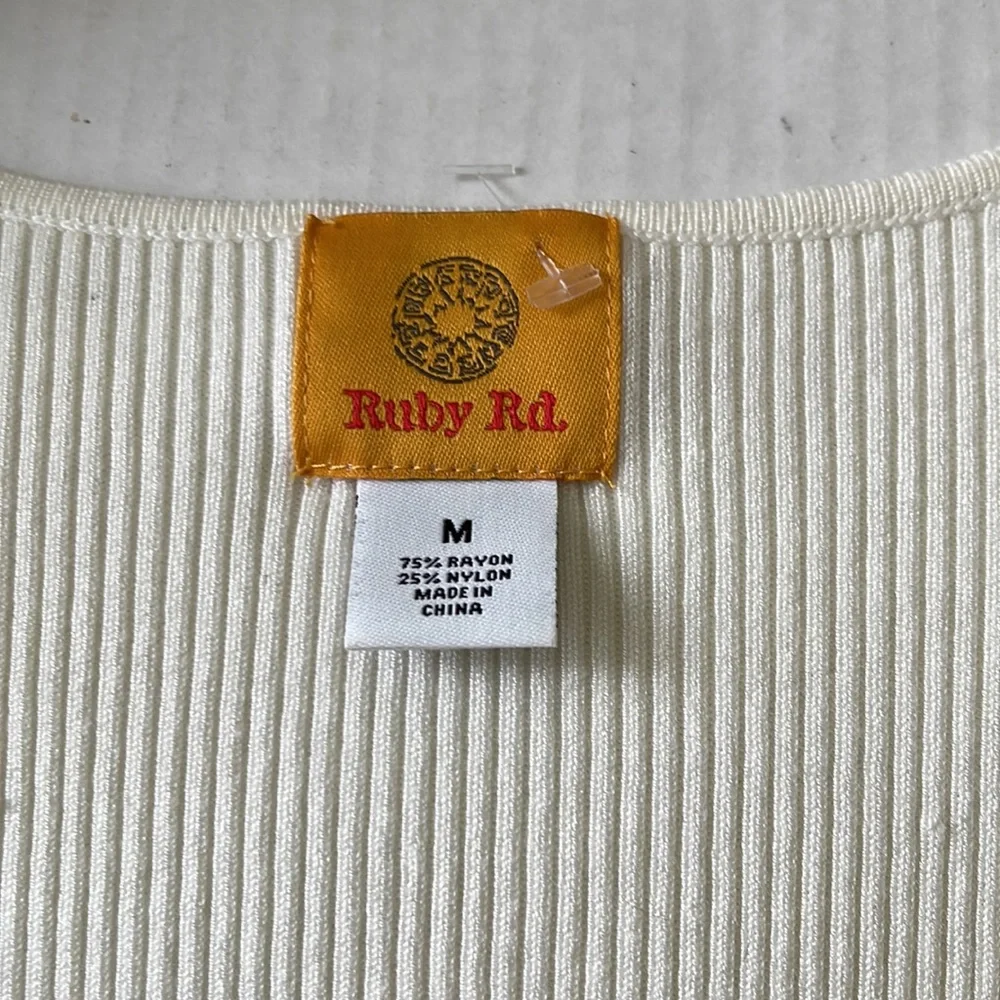 Ruby Rd.
M
75% RAYON
25% NYLON
MADE IN
CHINA